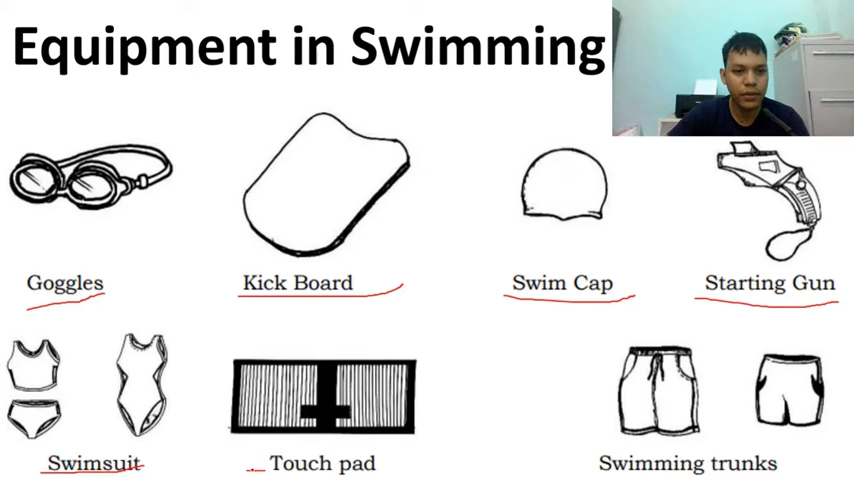 Equipment in Swimming
Goggles
Kick Board
Swim Cap
Starting Gun
Swimsuit
Touch pad
Swimming trunks